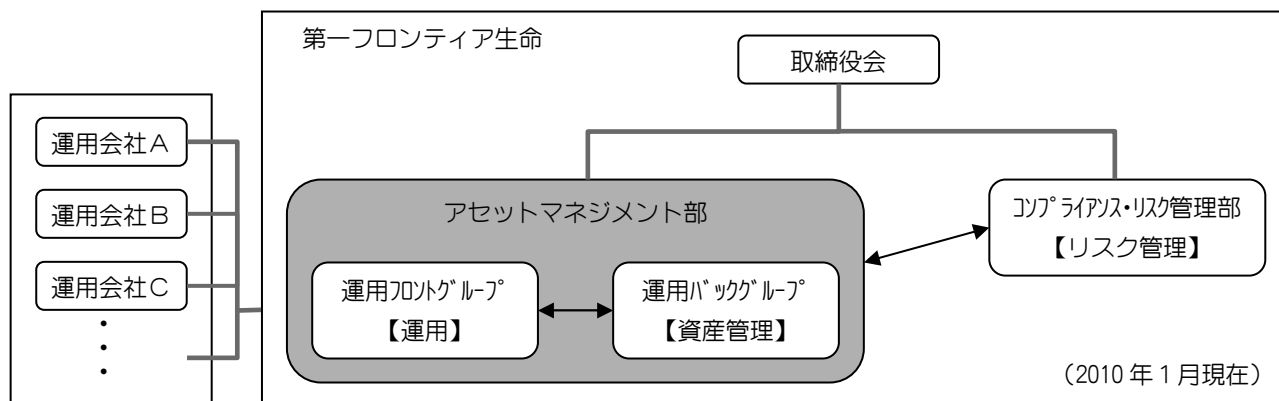 第一フロンティア生命
取締役会
運用会社A
運用会社B
運用会社C
・
・
・
アセットマネジメント部
運用フロントグループ
【運用】
運用バックグループ
【資産管理】
コンプライアンス・リスク管理部
【リスク管理】
（2010年1月現在）